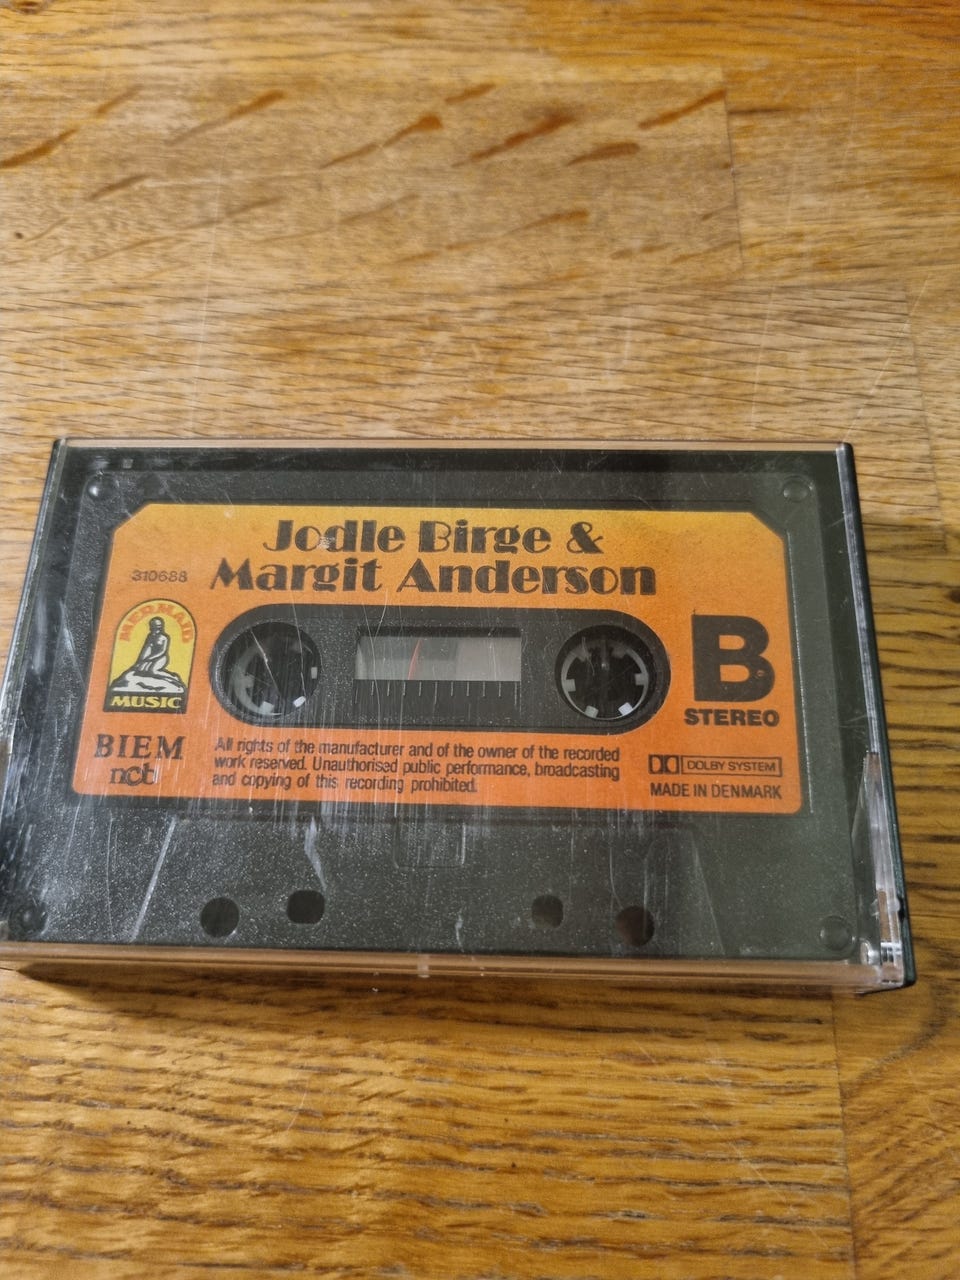 Jodle Birge &
Margit Anderson
310688
MERMAID
MUSIC
B
STEREO
BIEM
ncb
All rights of the manufacturer and of the owner of the recorded
work reserved. Unauthorised public performance, broadcasting
and copying of this recording prohibited.
DOLBY SYSTEM
MADE IN DENMARK